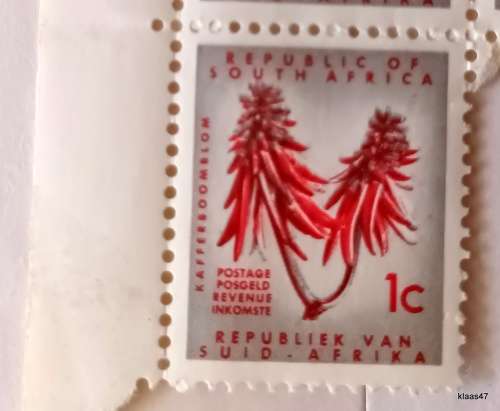 REPUBLIC OF
SOUTH AFRICA
KAFFERBOOMBLOM
POSTAGE
POSGELD
REVENUE
INKOMSTE
1c
REPUBLIEK VAN
SUID-AFRIKA
klaas47